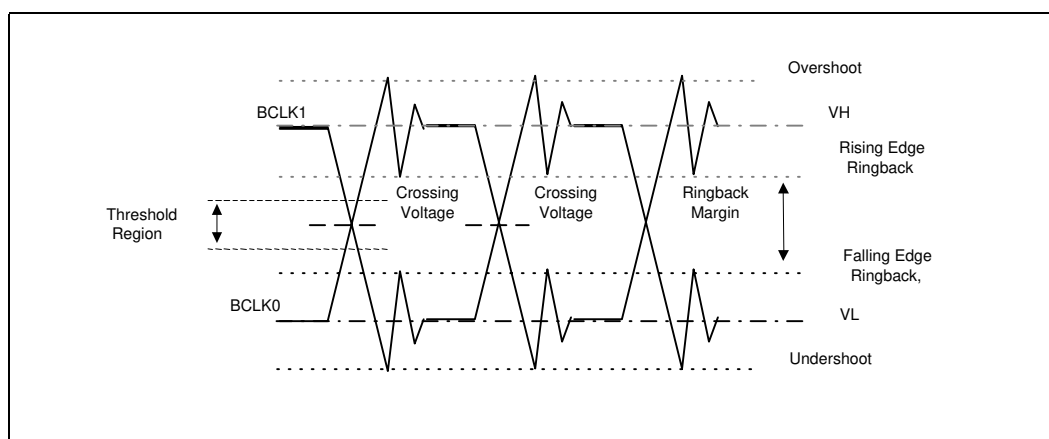 Overshoot
BCLK1
VH
Rising Edge
Ringback
Crossing
Voltage
Crossing
Voltage
Ringback
Margin
Threshold
Region
Falling Edge
Ringback,
BCLK0
VL
Undershoot